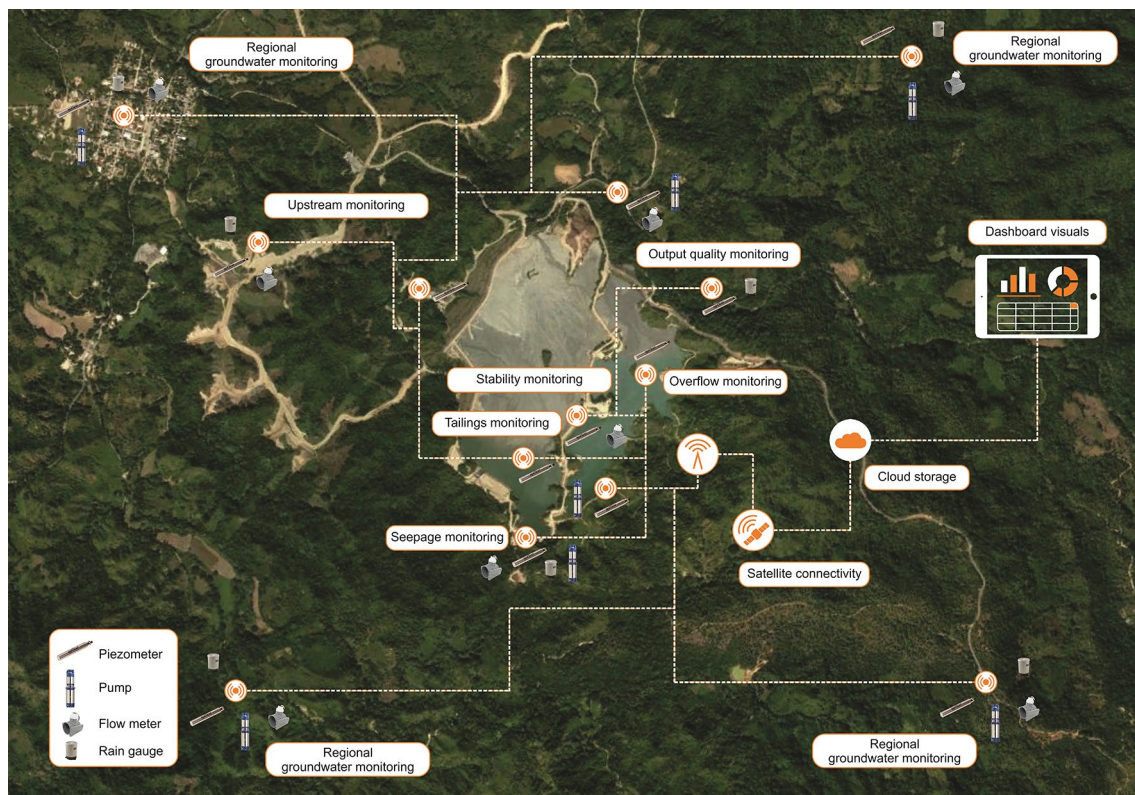 Regional
groundwater monitoring
Regional
groundwater monitoring
Upstream monitoring
Dashboard visuals
Output quality monitoring
Stability monitoring
Overflow monitoring
Tailings monitoring
Cloud storage
Seepage monitoring
Satellite connectivity
Piezometer
Pump
Flow meter
Rain gauge
Regional
groundwater monitoring
Regional
groundwater monitoring